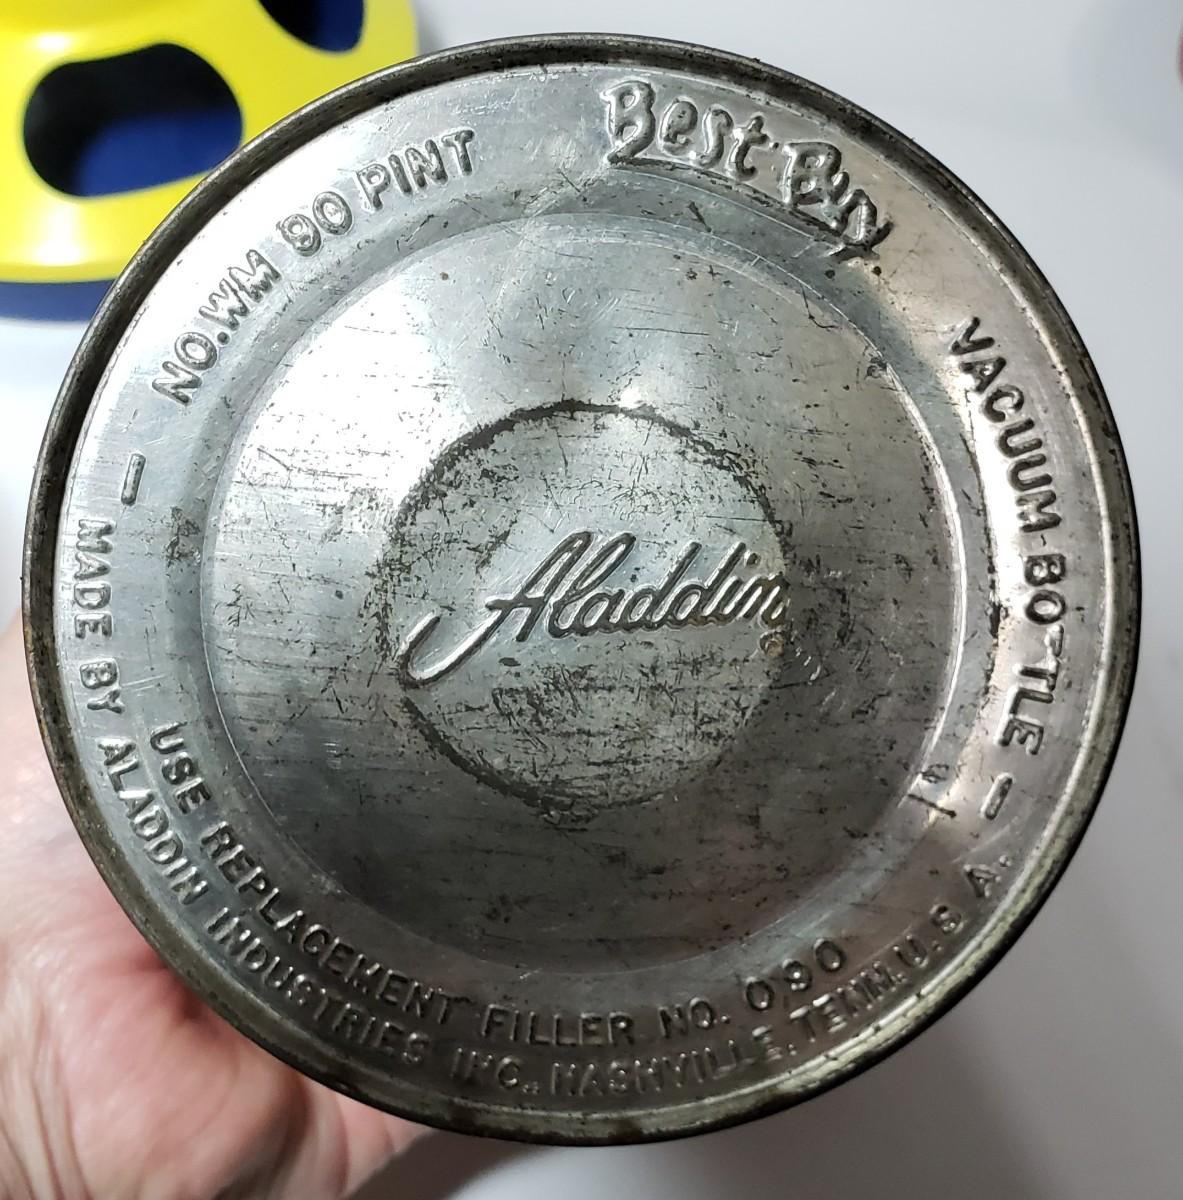 Best Buy
NO.WM 90 PINT
VACUUM BOTTLE
Aladdin
USE REPLACEMENT FILLER NO. 090
MADE BY ALADDIN INDUSTRIES INC. NASHVILLE, TENN. U.S.A.